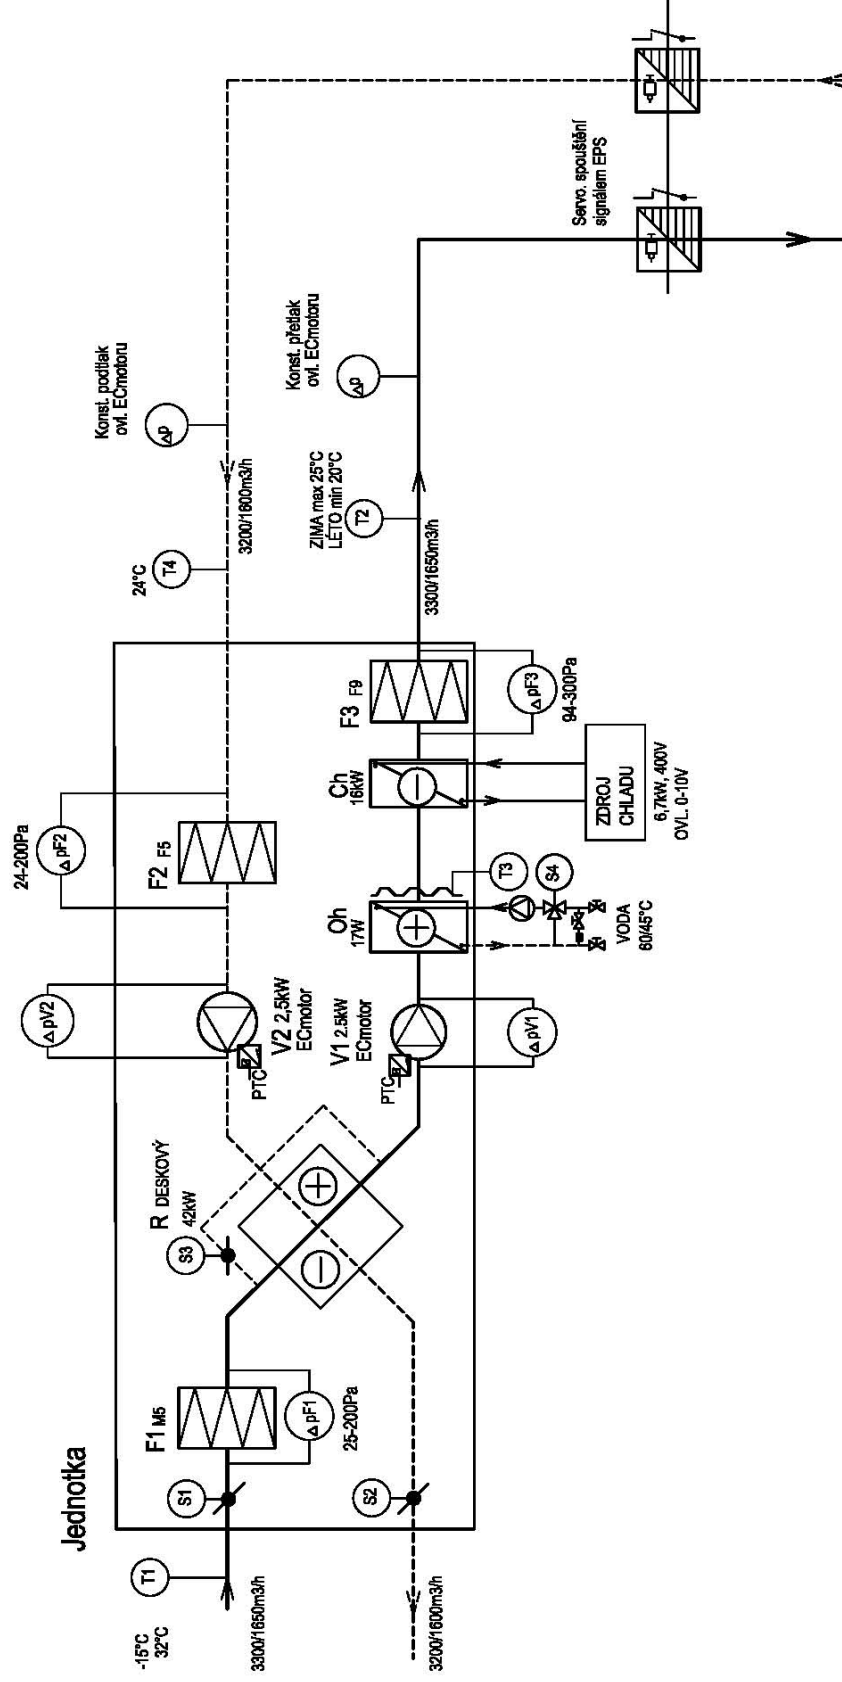 Jednotka
-15°C
32°C
T1
3300/1650m3/h
3200/1600m3/h
S1
S2
F1 M5
ΔpF1
25-200Pa
S3
R DESKOVÝ
42kW
PTC
V2 2,5kW
ECmotor
ΔpV2
PTC
V1 2.5kW
ECmotor
ΔpV1
24-200Pa
ΔpF2
F2 F5
Oh
17W
T3
S4
VODA
60/45°C
Ch
16kW
ZDROJ
CHLADU
6,7kW, 400V
OVL. 0-10V
F3 F9
ΔpF3
94-300Pa
24°C
T4
3200/1600m3/h
Konst. podtlak
ovl. ECmotoru
Δp
ZIMA max 25°C
LÉTO min 20°C
T2
3300/1650m3/h
Konst. přetlak
ovl. ECmotoru
Δp
Servo. spouštění
signálem EPS